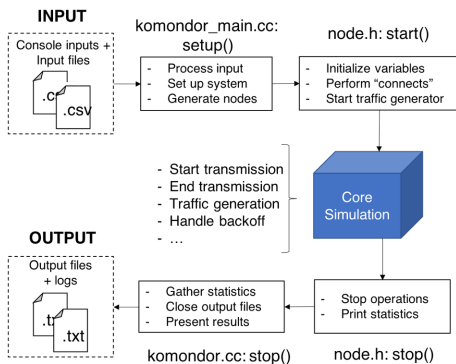 INPUT
Console inputs +
Input files
.c
.csv
komondor_main.cc:
setup()
- Process input
- Set up system
- Generate nodes
node.h: start()
- Initialize variables
- Perform “connects”
- Start traffic generator
- Start transmission
- End transmission
- Traffic generation
- Handle backoff
- ...
Core
Simulation
OUTPUT
Output files
+ logs
.tx
.txt
- Gather statistics
- Close output files
- Present results
komondor.cc: stop()
- Stop operations
- Print statistics
node.h: stop()